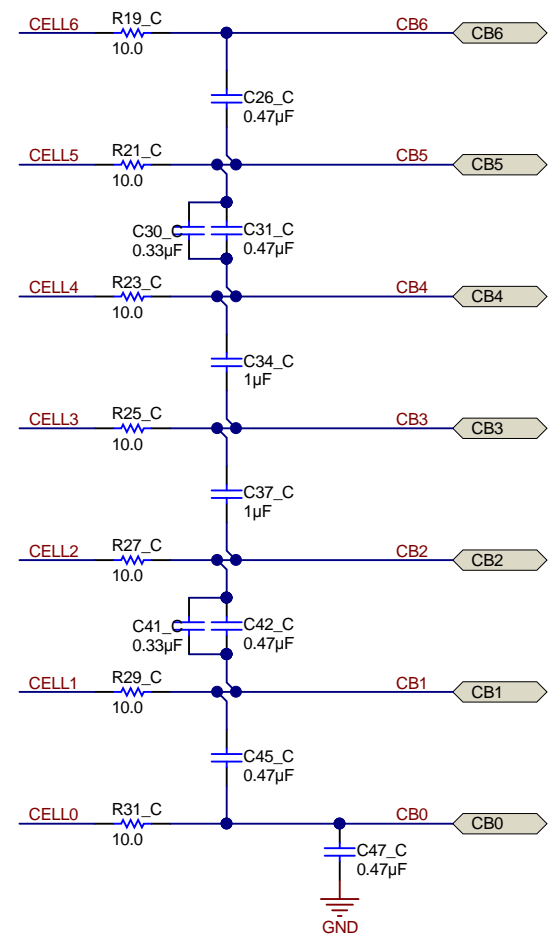 CELL6 R19_C CB6 CB6
10.0
C26_C
0.47µF
CELL5 R21_C CB5 CB5
10.0
C30_C C31_C
0.33µF 0.47µF
CELL4 R23_C CB4 CB4
10.0
C34_C
1µF
CELL3 R25_C CB3 CB3
10.0
C37_C
1µF
CELL2 R27_C CB2 CB2
10.0
C41_C C42_C
0.33µF 0.47µF
CELL1 R29_C CB1 CB1
10.0
C45_C
0.47µF
CELL0 R31_C CB0 CB0
10.0
C47_C
0.47µF
GND